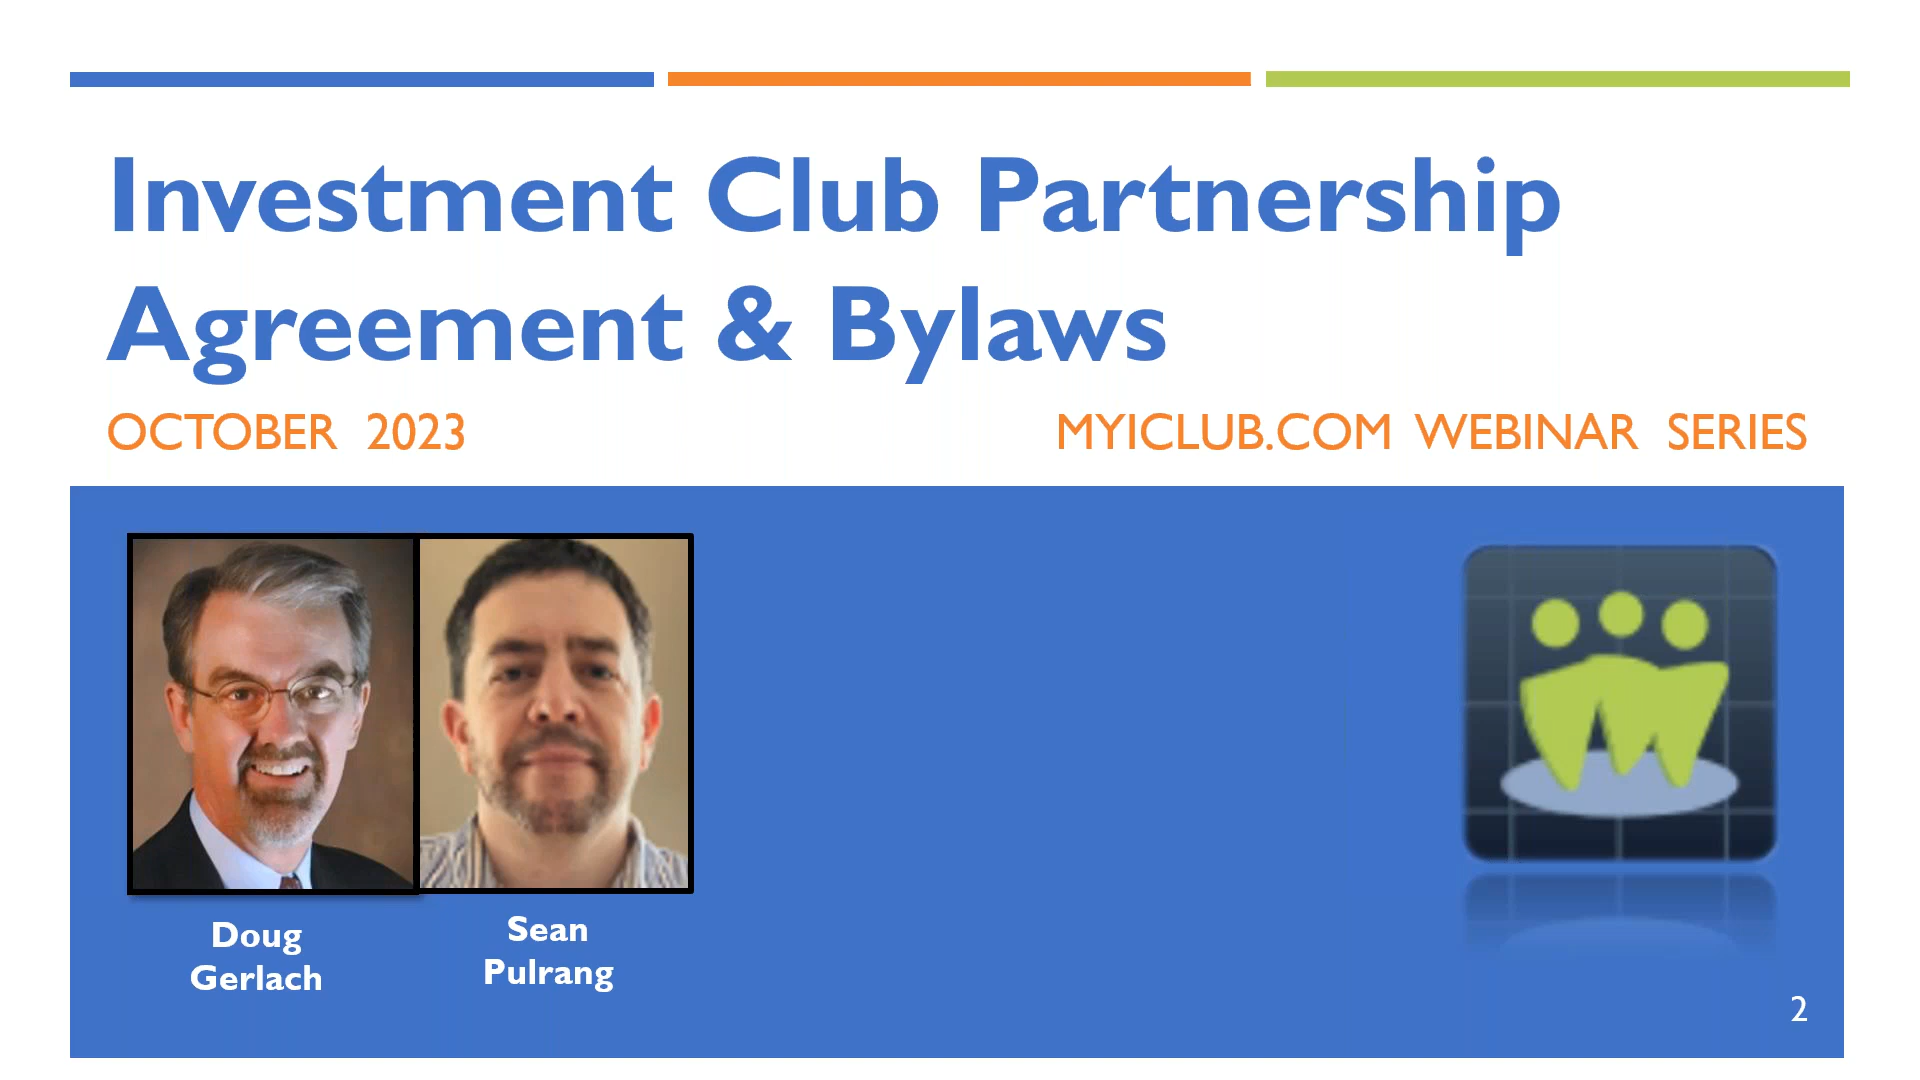 Investment Club Partnership
Agreement & Bylaws
OCTOBER 2023
MYICLUB.COM WEBINAR SERIES
Doug
Gerlach
Sean
Pulrang
2